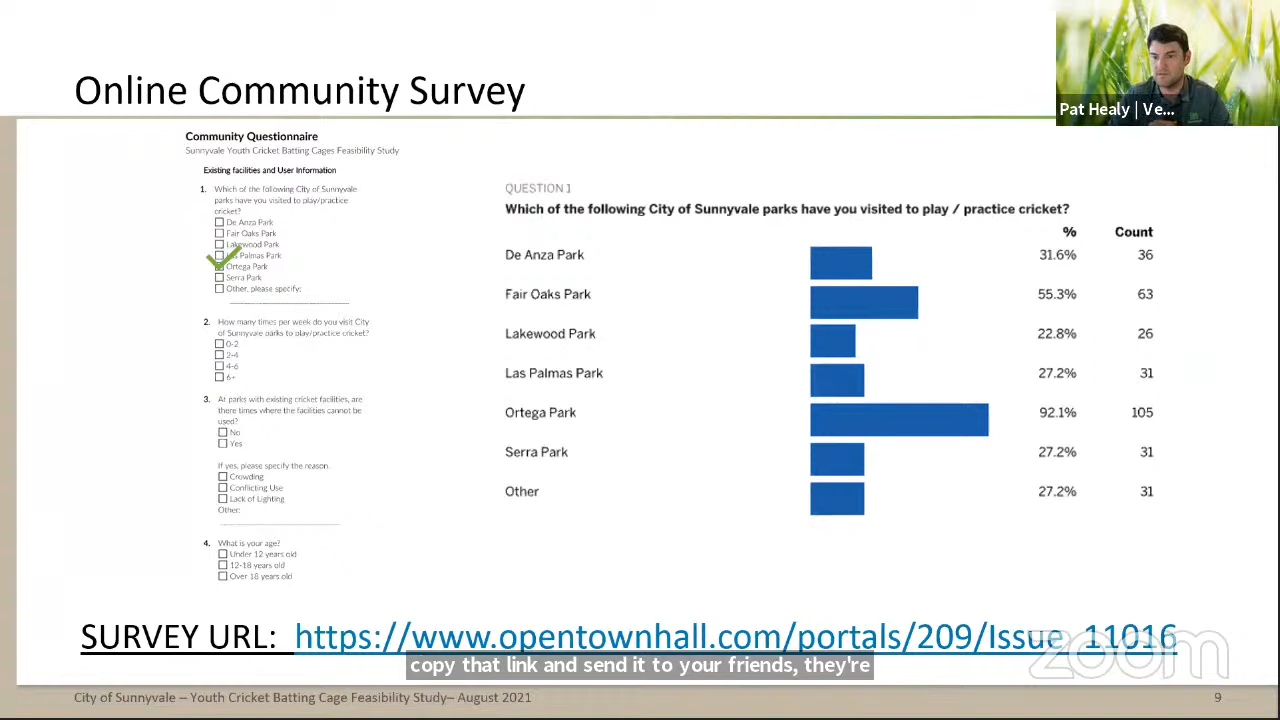 Pat Healy | Ve...
Online Community Survey
Community Questionnaire
Sunnyvale Youth Cricket Batting Cages Feasibility Study
Existing facilities and User Information
1. Which of the following City of Sunnyvale
parks have you visited to play/practice
cricket?
De Anza Park
Fair Oaks Park
Lakewood Park
Las Palmas Park
Ortega Park
Serra Park
Other, please specify:
2. How many times per week do you visit City
of Sunnyvale parks to play/practice cricket?
0-2
2-4
4-6
6+
3. At parks with existing cricket facilities, are
there times where the facilities cannot be
used?
No
Yes
If yes, please specify the reason.
Crowding
Conflicting Use
Lack of Lighting
Other:
4. What is your age?
Under 12 years old
12-18 years old
Over 18 years old
QUESTION 1
Which of the following City of Sunnyvale parks have you visited to play / practice cricket?
% Count
De Anza Park 31.6% 36
Fair Oaks Park 55.3% 63
Lakewood Park 22.8% 26
Las Palmas Park 27.2% 31
Ortega Park 92.1% 105
Serra Park 27.2% 31
Other 27.2% 31
SURVEY URL: https://www.opentownhall.com/portals/209/Issue_11016
zoom
copy that link and send it to your friends, they're
City of Sunnyvale – Youth Cricket Batting Cage Feasibility Study– August 2021
9